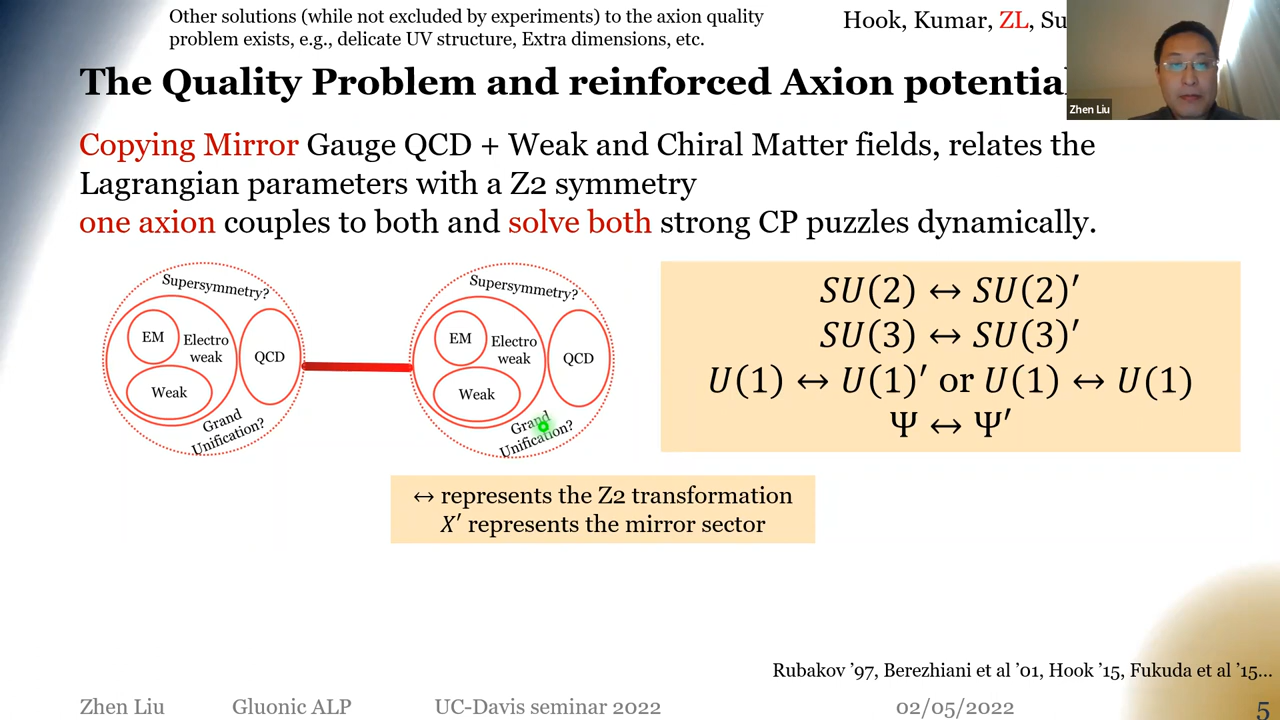 Other solutions (while not excluded by experiments) to the axion quality
problem exists, e.g., delicate UV structure, Extra dimensions, etc.
Hook, Kumar, ZL, Su
The Quality Problem and reinforced Axion potential
Zhen Liu
Copying Mirror Gauge QCD + Weak and Chiral Matter fields, relates the
Lagrangian parameters with a Z2 symmetry
one axion couples to both and solve both strong CP puzzles dynamically.
Supersymmetry?
EM
Electro
weak
QCD
Weak
Grand
Unification?
Supersymmetry?
EM
Electro
weak
QCD
Weak
Grand
Unification?
SU(2) ↔ SU(2)′
SU(3) ↔ SU(3)′
U(1) ↔ U(1)′ or U(1) ↔ U(1)
Ψ ↔ Ψ′
↔ represents the Z2 transformation
X′ represents the mirror sector
Rubakov ’97, Berezhiani et al ’01, Hook ’15, Fukuda et al ’15...
Zhen Liu Gluonic ALP UC-Davis seminar 2022 02/05/2022 5